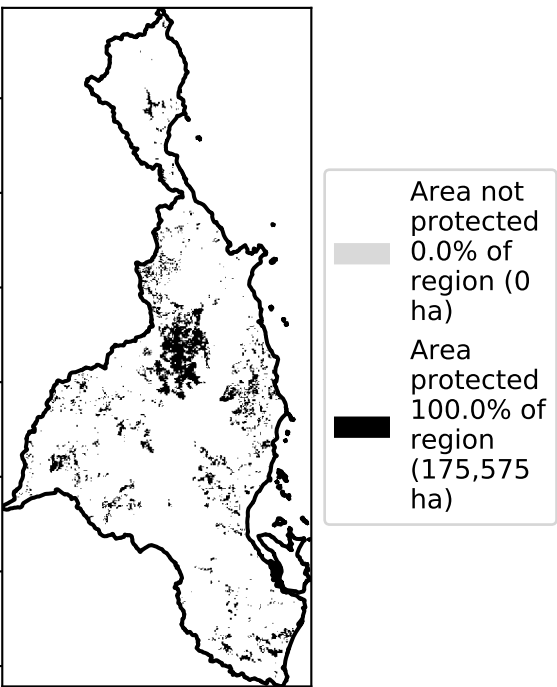 Area not
protected
0.0% of
region (0
ha)
Area
protected
100.0% of
region
(175,575
ha)